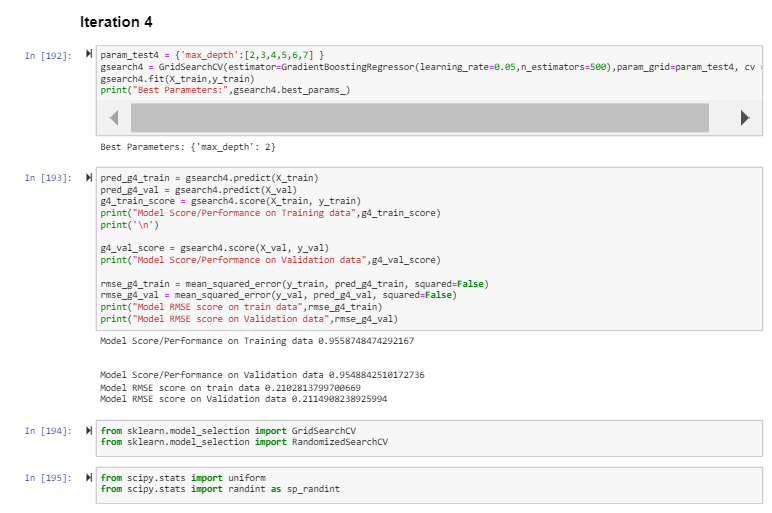 Iteration 4
In [192]:
param_test4 = {'max_depth':[2,3,4,5,6,7] }
gsearch4 = GridSearchCV(estimator=GradientBoostingRegressor(learning_rate=0.05,n_estimators=500),param_grid=param_test4, cv =
gsearch4.fit(X_train,y_train)
print("Best Parameters:",gsearch4.best_params_)
Best Parameters: {'max_depth': 2}
In [193]:
pred_g4_train = gsearch4.predict(X_train)
pred_g4_val = gsearch4.predict(X_val)
g4_train_score = gsearch4.score(X_train, y_train)
print("Model Score/Performance on Training data",g4_train_score)
print('\n')
g4_val_score = gsearch4.score(X_val, y_val)
print("Model Score/Performance on Validation data",g4_val_score)
rmse_g4_train = mean_squared_error(y_train, pred_g4_train, squared=False)
rmse_g4_val = mean_squared_error(y_val, pred_g4_val, squared=False)
print("Model RMSE score on train data",rmse_g4_train)
print("Model RMSE score on Validation data",rmse_g4_val)
Model Score/Performance on Training data 0.9558748474292167
Model Score/Performance on Validation data 0.9548842510172736
Model RMSE score on train data 0.2102813799700669
Model RMSE score on Validation data 0.2114908238925994
In [194]:
from sklearn.model_selection import GridSearchCV
from sklearn.model_selection import RandomizedSearchCV
In [195]:
from scipy.stats import uniform
from scipy.stats import randint as sp_randint